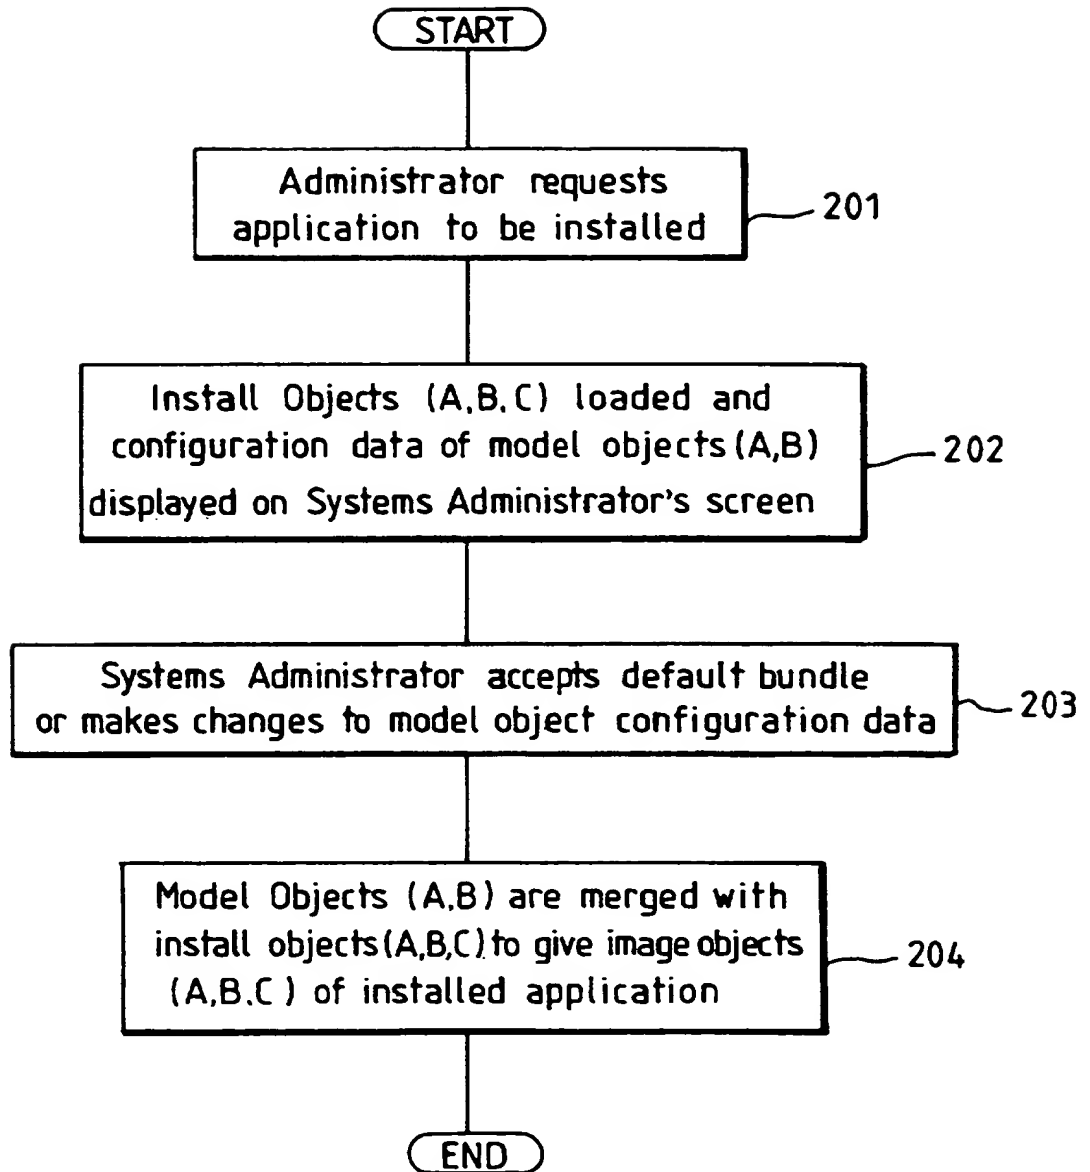 START
Administrator requests
application to be installed
201
Install Objects (A,B,C) loaded and
configuration data of model objects (A,B)
displayed on Systems Administrator's screen
202
Systems Administrator accepts default bundle
or makes changes to model object configuration data
203
Model Objects (A,B) are merged with
install objects (A,B,C) to give image objects
(A,B,C) of installed application
204
END